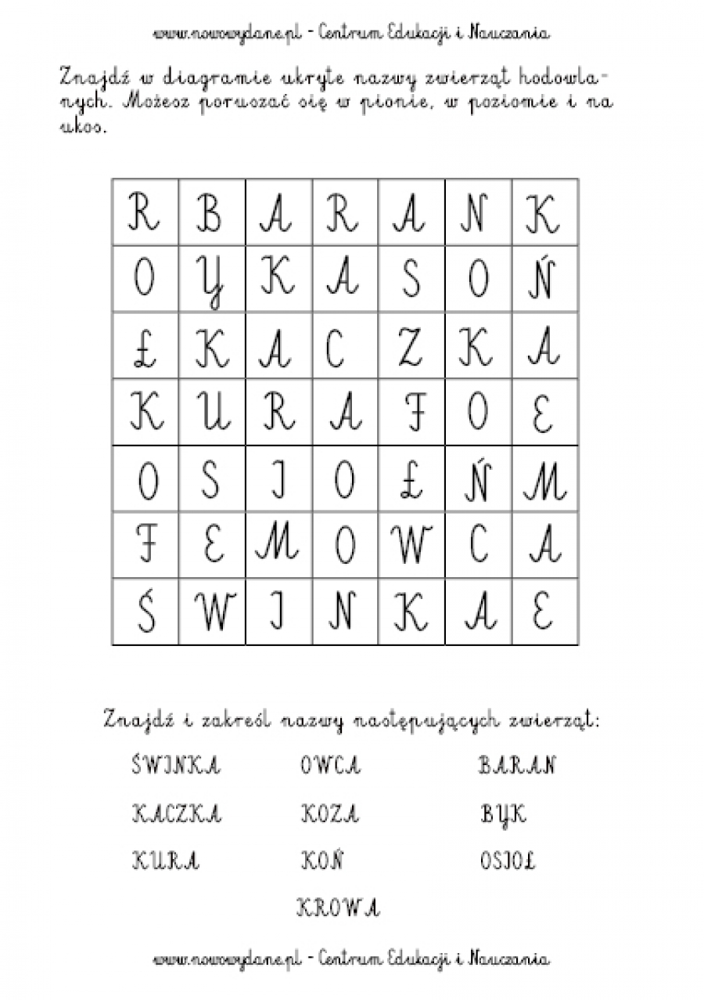 www.nowowydane.pl - Centrum Edukacji i Nauczania
Znajdź w diagramie ukryte nazwy zwierząt hodowla-
nych. Możesz poruszać się w pionie, w poziomie i na
ukos.
R B A R A N K
O Y K A S O Ń
Ł K A C Z K A
K U R A F O E
O S I O Ł Ń M
F E M O W C A
Ś W I N K A E
Znajdź i zakreśl nazwy następujących zwierząt:
ŚWINKA OWCA BARAN
KACZKA KOZA BYK
KURA KOŃ OSIOŁ
KROWA
www.nowowydane.pl - Centrum Edukacji i Nauczania